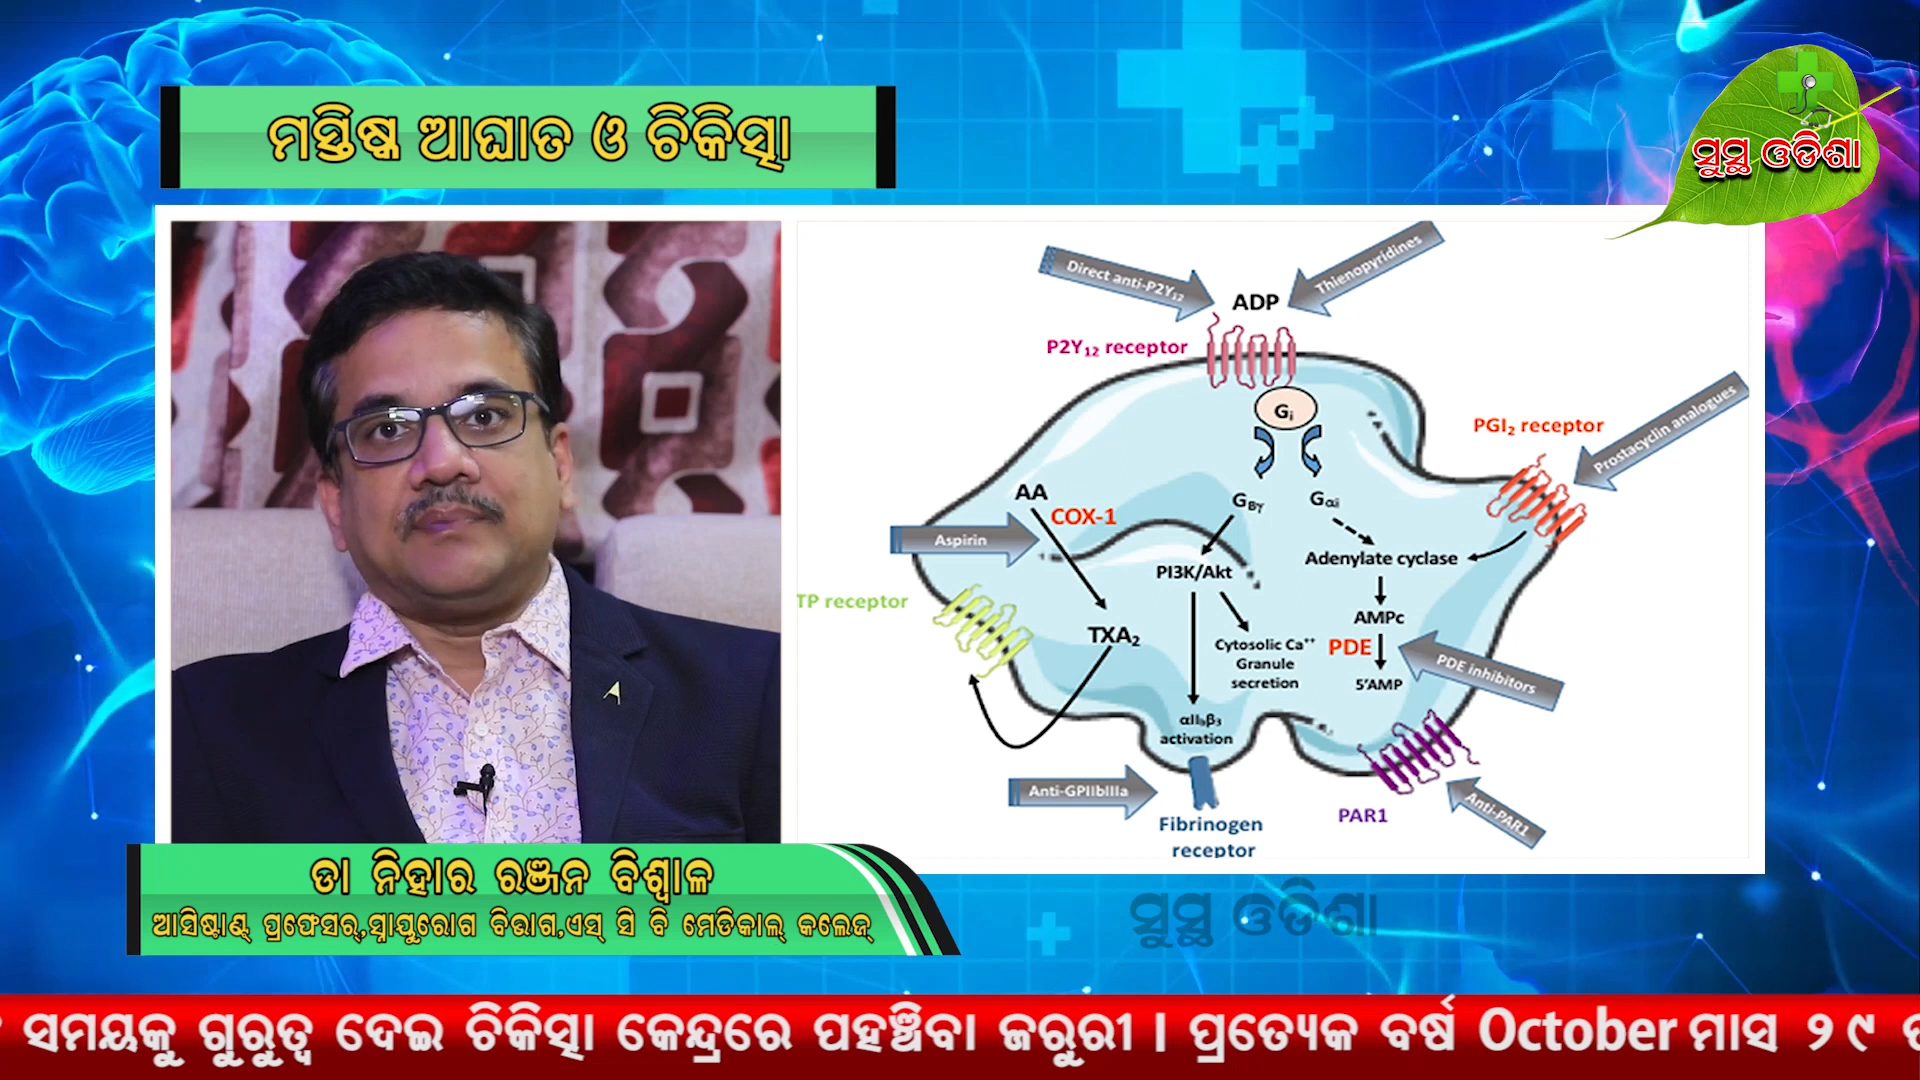 ମସ୍ତିଷ୍କ ଆଘାତ ଓ ଚିକିତ୍ସା
ସୁସ୍ଥ ଓଡିଶା
Direct anti-P2Y₁₂
Thienopyridines
ADP
P2Y₁₂ receptor
Gᵢ
PGI₂ receptor
Prostacyclin analogues
AA
COX-1
Aspirin
Gβγ
Gαi
PI3K/Akt
Adenylate cyclase
AMPc
PDE
PDE inhibitors
5'AMP
TP receptor
TXA₂
Cytosolic Ca⁺⁺
Granule
secretion
αIIbβ₃
activation
Anti-GPIIbIIIa
Fibrinogen
receptor
PAR1
Anti-PAR1
ଡା ନିହାର ରଞ୍ଜନ ବିଶ୍ୱାଳ
ଆସିଷ୍ଟାଣ୍ଟ ପ୍ରଫେସର୍,ସ୍ନାୟୁରୋଗ ବିଭାଗ,ଏସ୍ ସି ବି ମେଡିକାଲ୍ କଲେଜ୍
ସୁସ୍ଥ ଓଡିଶା
ସମୟକୁ ଗୁରୁତ୍ୱ ଦେଇ ଚିକିତ୍ସା କେନ୍ଦ୍ରରେ ପହଞ୍ଚିବା ଜରୁରୀ । ପ୍ରତ୍ୟେକ ବର୍ଷ October ମାସ ୨୯